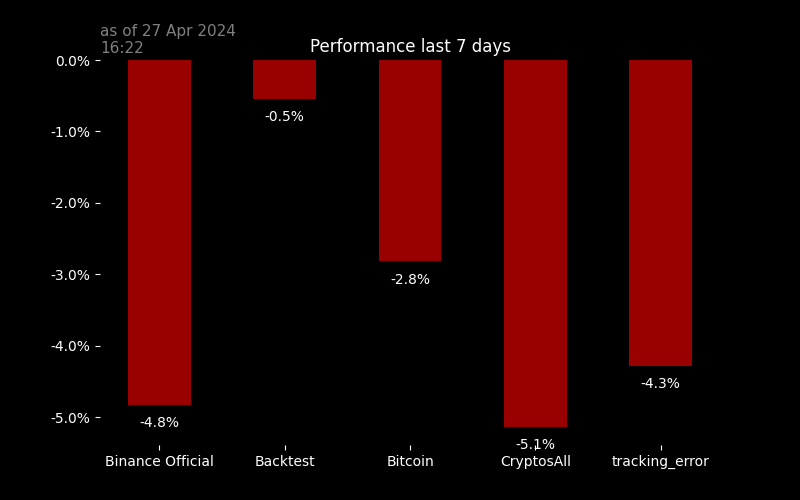 as of 27 Apr 2024
16:22
Performance last 7 days
0.0%
-1.0%
-2.0%
-3.0%
-4.0%
-5.0%
-4.8%
-0.5%
-2.8%
-5.1%
-4.3%
Binance Official
Backtest
Bitcoin
CryptosAll
tracking_error